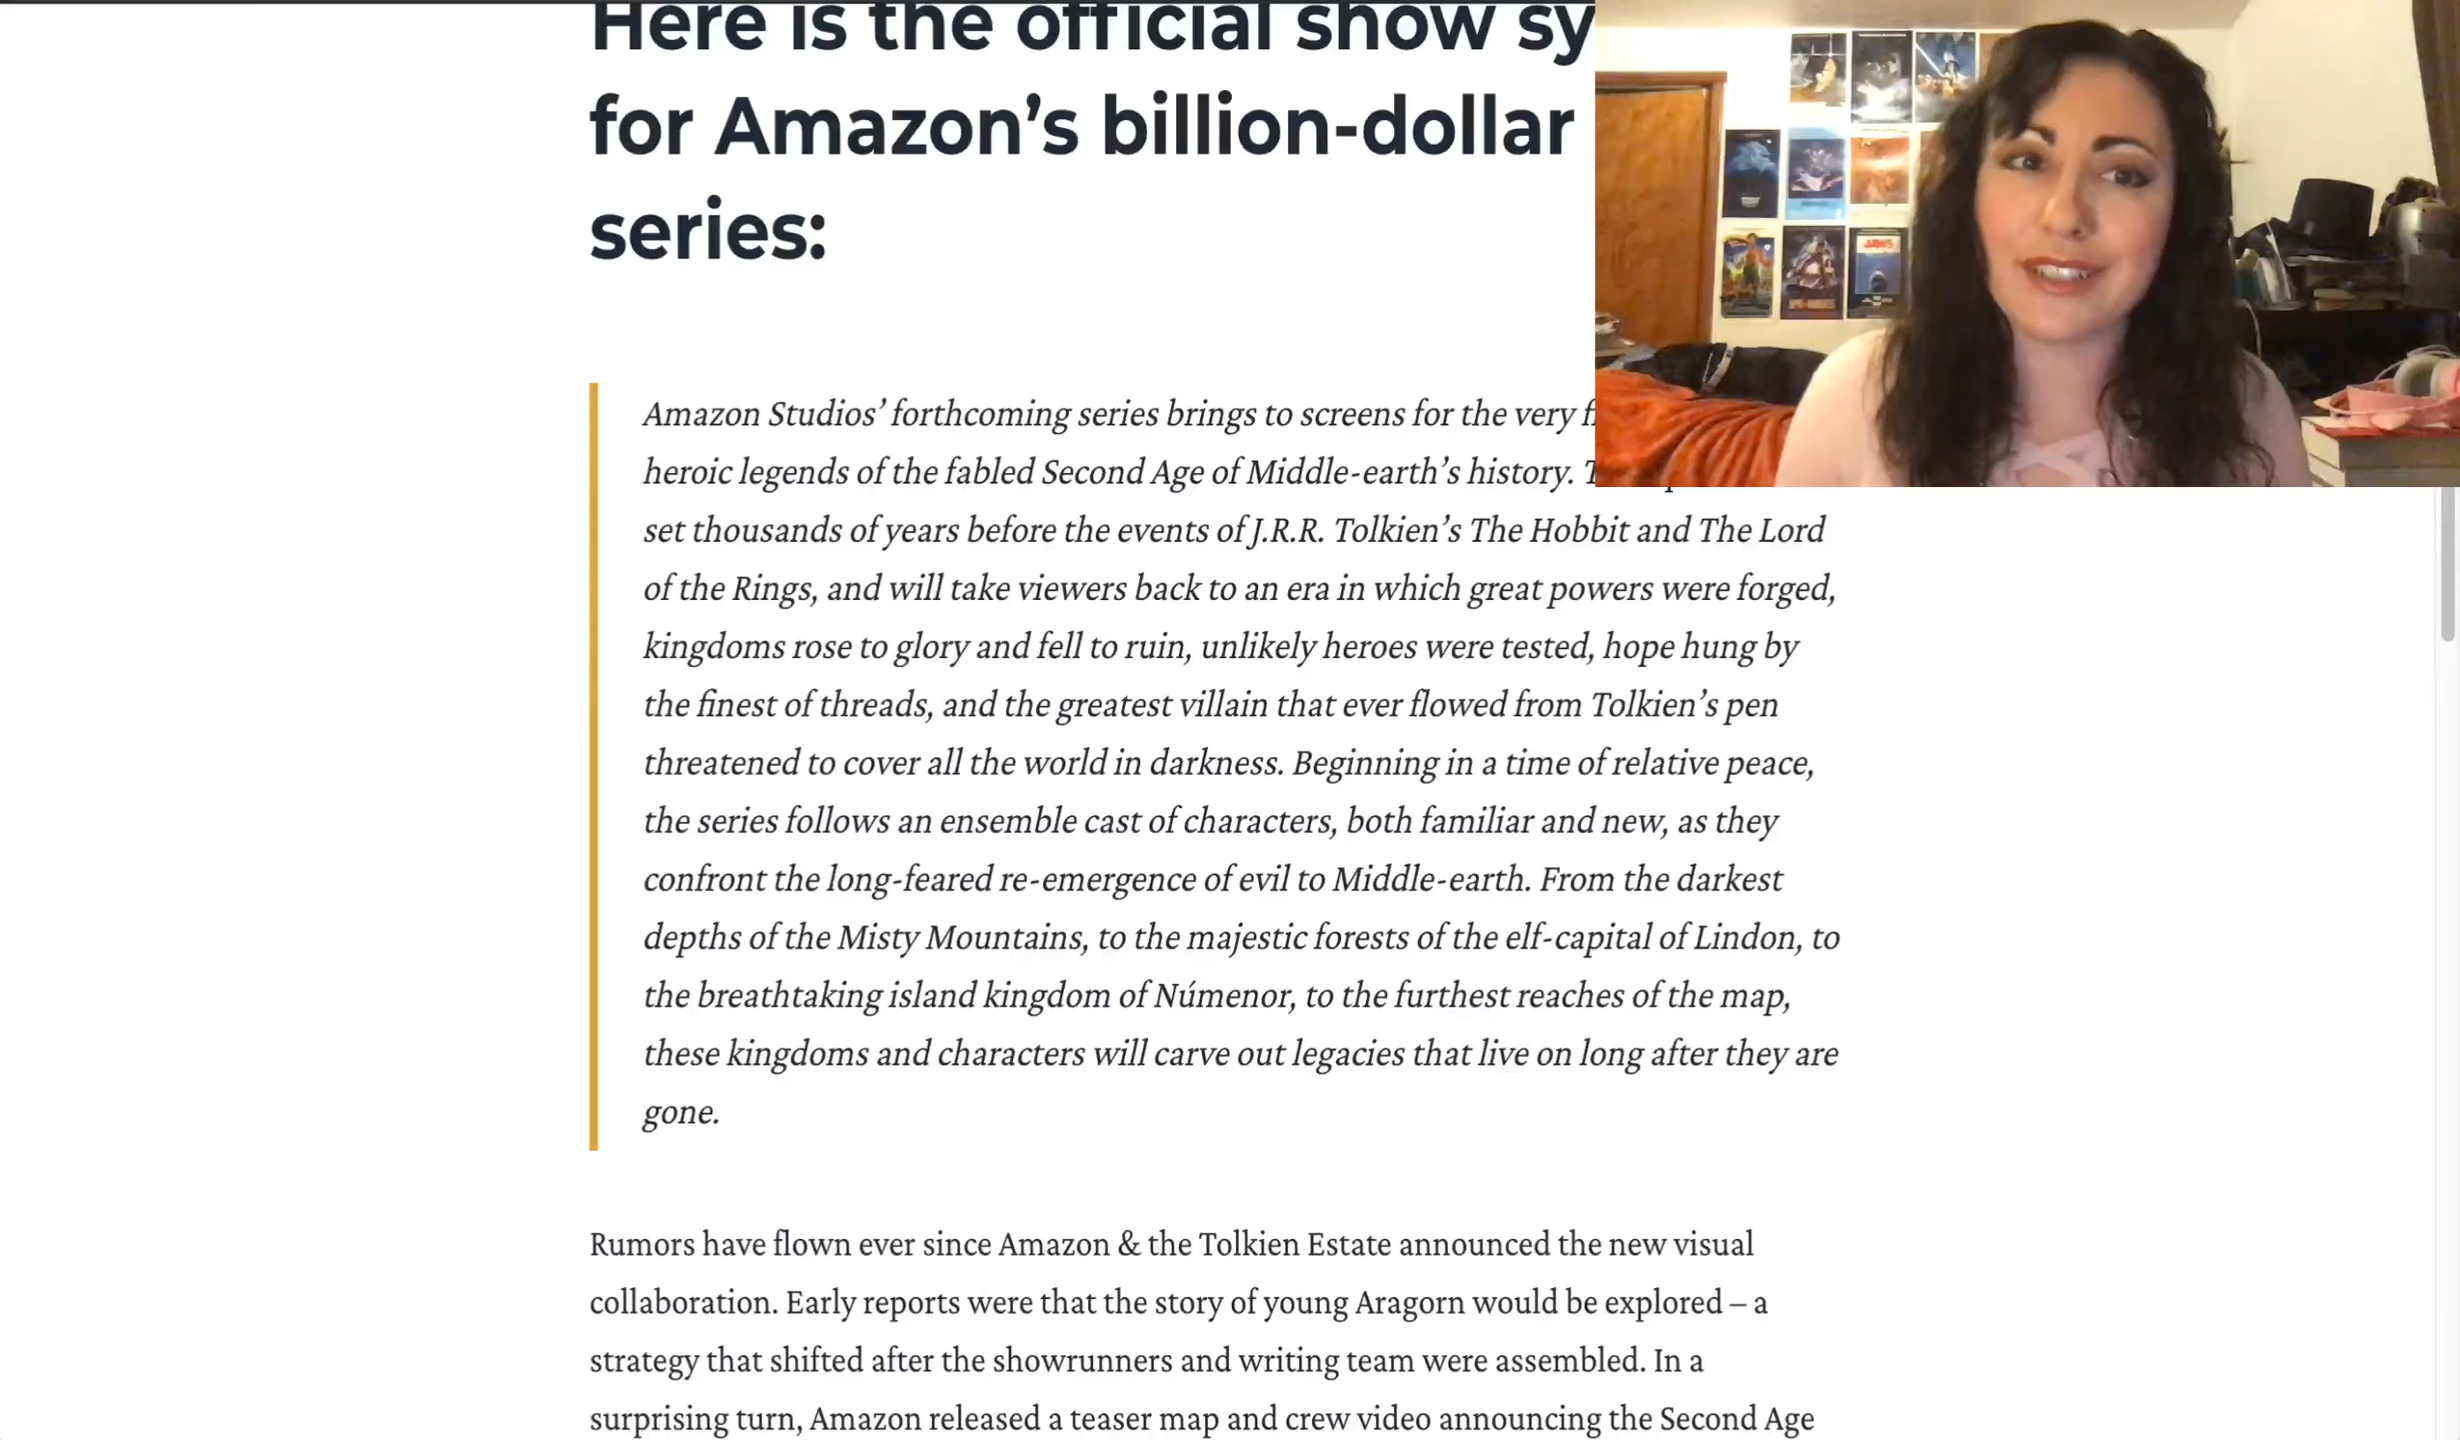 Here is the official show sy
for Amazon’s billion-dollar
series:
Amazon Studios’ forthcoming series brings to screens for the very
heroic legends of the fabled Second Age of Middle-earth’s history.
set thousands of years before the events of J.R.R. Tolkien’s The Hobbit and The Lord
of the Rings, and will take viewers back to an era in which great powers were forged,
kingdoms rose to glory and fell to ruin, unlikely heroes were tested, hope hung by
the finest of threads, and the greatest villain that ever flowed from Tolkien’s pen
threatened to cover all the world in darkness. Beginning in a time of relative peace,
the series follows an ensemble cast of characters, both familiar and new, as they
confront the long-feared re-emergence of evil to Middle-earth. From the darkest
depths of the Misty Mountains, to the majestic forests of the elf-capital of Lindon, to
the breathtaking island kingdom of Númenor, to the furthest reaches of the map,
these kingdoms and characters will carve out legacies that live on long after they are
gone.
Rumors have flown ever since Amazon & the Tolkien Estate announced the new visual
collaboration. Early reports were that the story of young Aragorn would be explored – a
strategy that shifted after the showrunners and writing team were assembled. In a
surprising turn, Amazon released a teaser map and crew video announcing the Second Age
JAWS